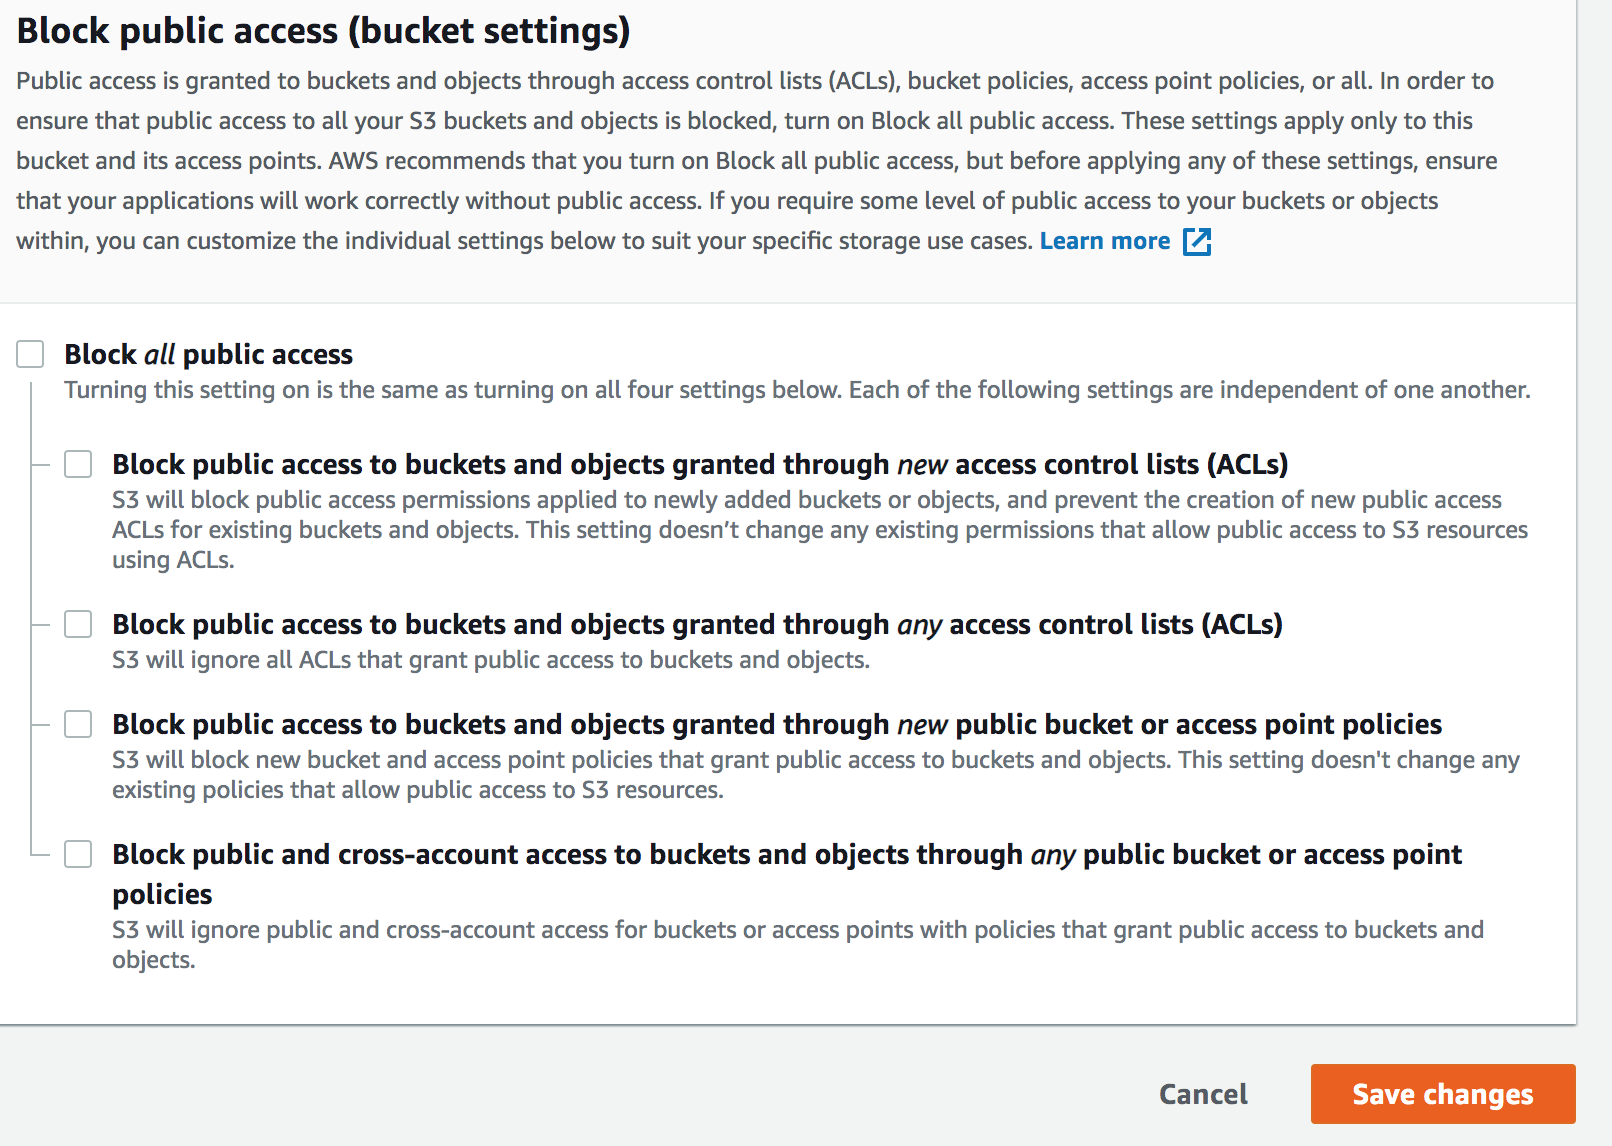 Block public access (bucket settings)
Public access is granted to buckets and objects through access control lists (ACLs), bucket policies, access point policies, or all. In order to
ensure that public access to all your S3 buckets and objects is blocked, turn on Block all public access. These settings apply only to this
bucket and its access points. AWS recommends that you turn on Block all public access, but before applying any of these settings, ensure
that your applications will work correctly without public access. If you require some level of public access to your buckets or objects
within, you can customize the individual settings below to suit your specific storage use cases. Learn more
Block all public access
Turning this setting on is the same as turning on all four settings below. Each of the following settings are independent of one another.
Block public access to buckets and objects granted through new access control lists (ACLs)
S3 will block public access permissions applied to newly added buckets or objects, and prevent the creation of new public access
ACLs for existing buckets and objects. This setting doesn’t change any existing permissions that allow public access to S3 resources
using ACLs.
Block public access to buckets and objects granted through any access control lists (ACLs)
S3 will ignore all ACLs that grant public access to buckets and objects.
Block public access to buckets and objects granted through new public bucket or access point policies
S3 will block new bucket and access point policies that grant public access to buckets and objects. This setting doesn't change any
existing policies that allow public access to S3 resources.
Block public and cross-account access to buckets and objects through any public bucket or access point
policies
S3 will ignore public and cross-account access for buckets or access points with policies that grant public access to buckets and
objects.
Cancel
Save changes